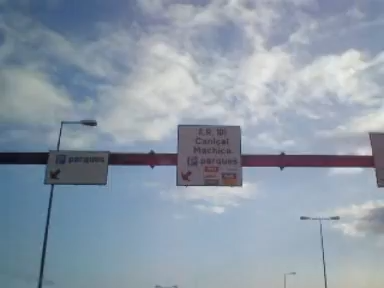 P parques
E.R. 101
Caniçal
Machico
P parques